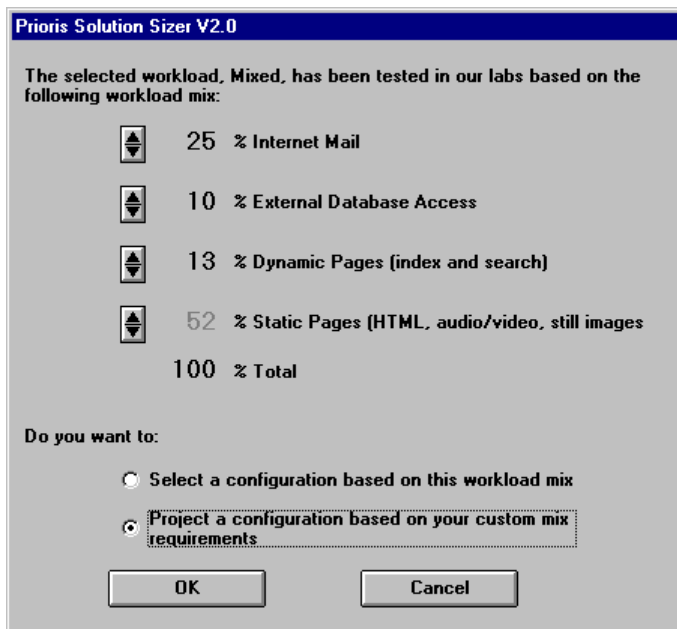 Prioris Solution Sizer V2.0
The selected workload, Mixed, has been tested in our labs based on the
following workload mix:
25 % Internet Mail
10 % External Database Access
13 % Dynamic Pages (index and search)
52 % Static Pages (HTML, audio/video, still images
100 % Total
Do you want to:
Select a configuration based on this workload mix
Project a configuration based on your custom mix
requirements
OK Cancel